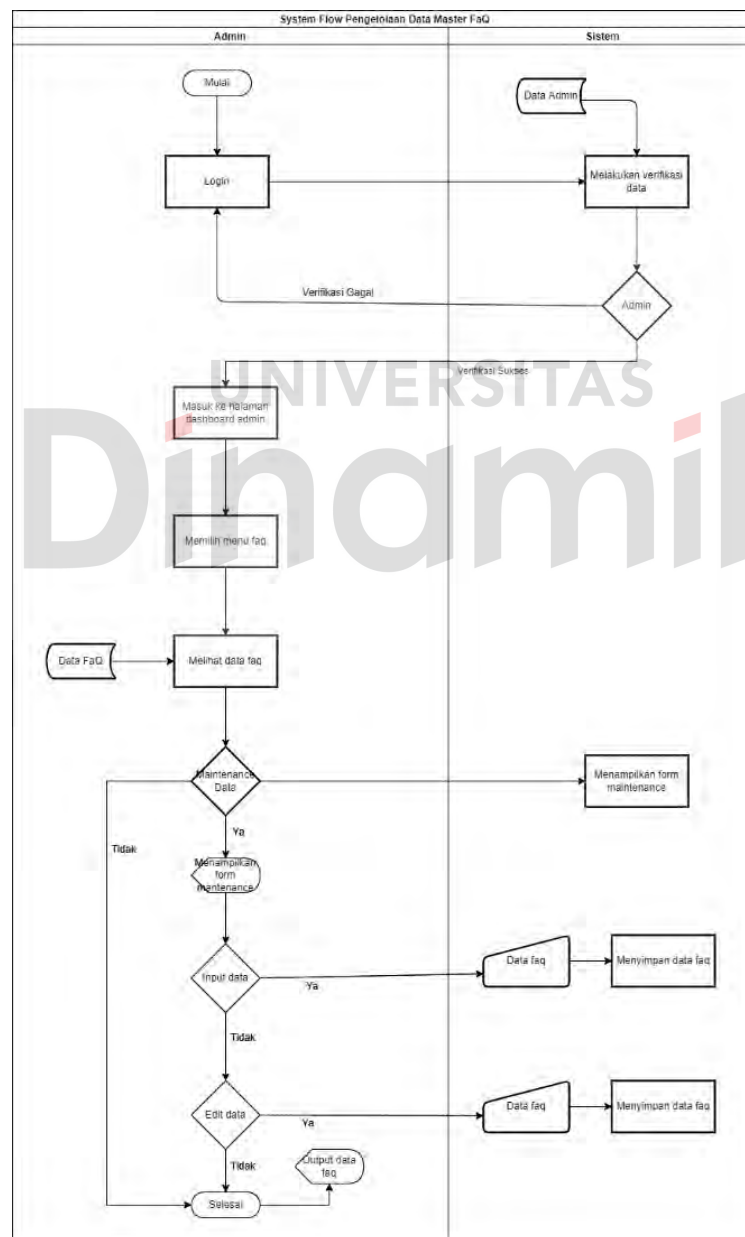 System Flow Pengelolaan Data Master FaQ
Admin
Sistem
Mulai
Data Admin
Login
Melakukan verifikasi
data
Verifikasi Gagal
Admin
Verifikasi Sukses
UNIVERSITAS
Dinamik
Masuk ke halaman
dashboard admin
Memilih menu faq
Data FaQ
Melihat data faq
Maintenance
Data
Menampilkan form
maintenance
Ya
Tidak
Menampilkan
form
mantenance
Input data
Ya
Data faq
Menyimpan data faq
Tidak
Edit data
Ya
Data faq
Menyimpan data faq
Tidak
Output data
faq
Selesai